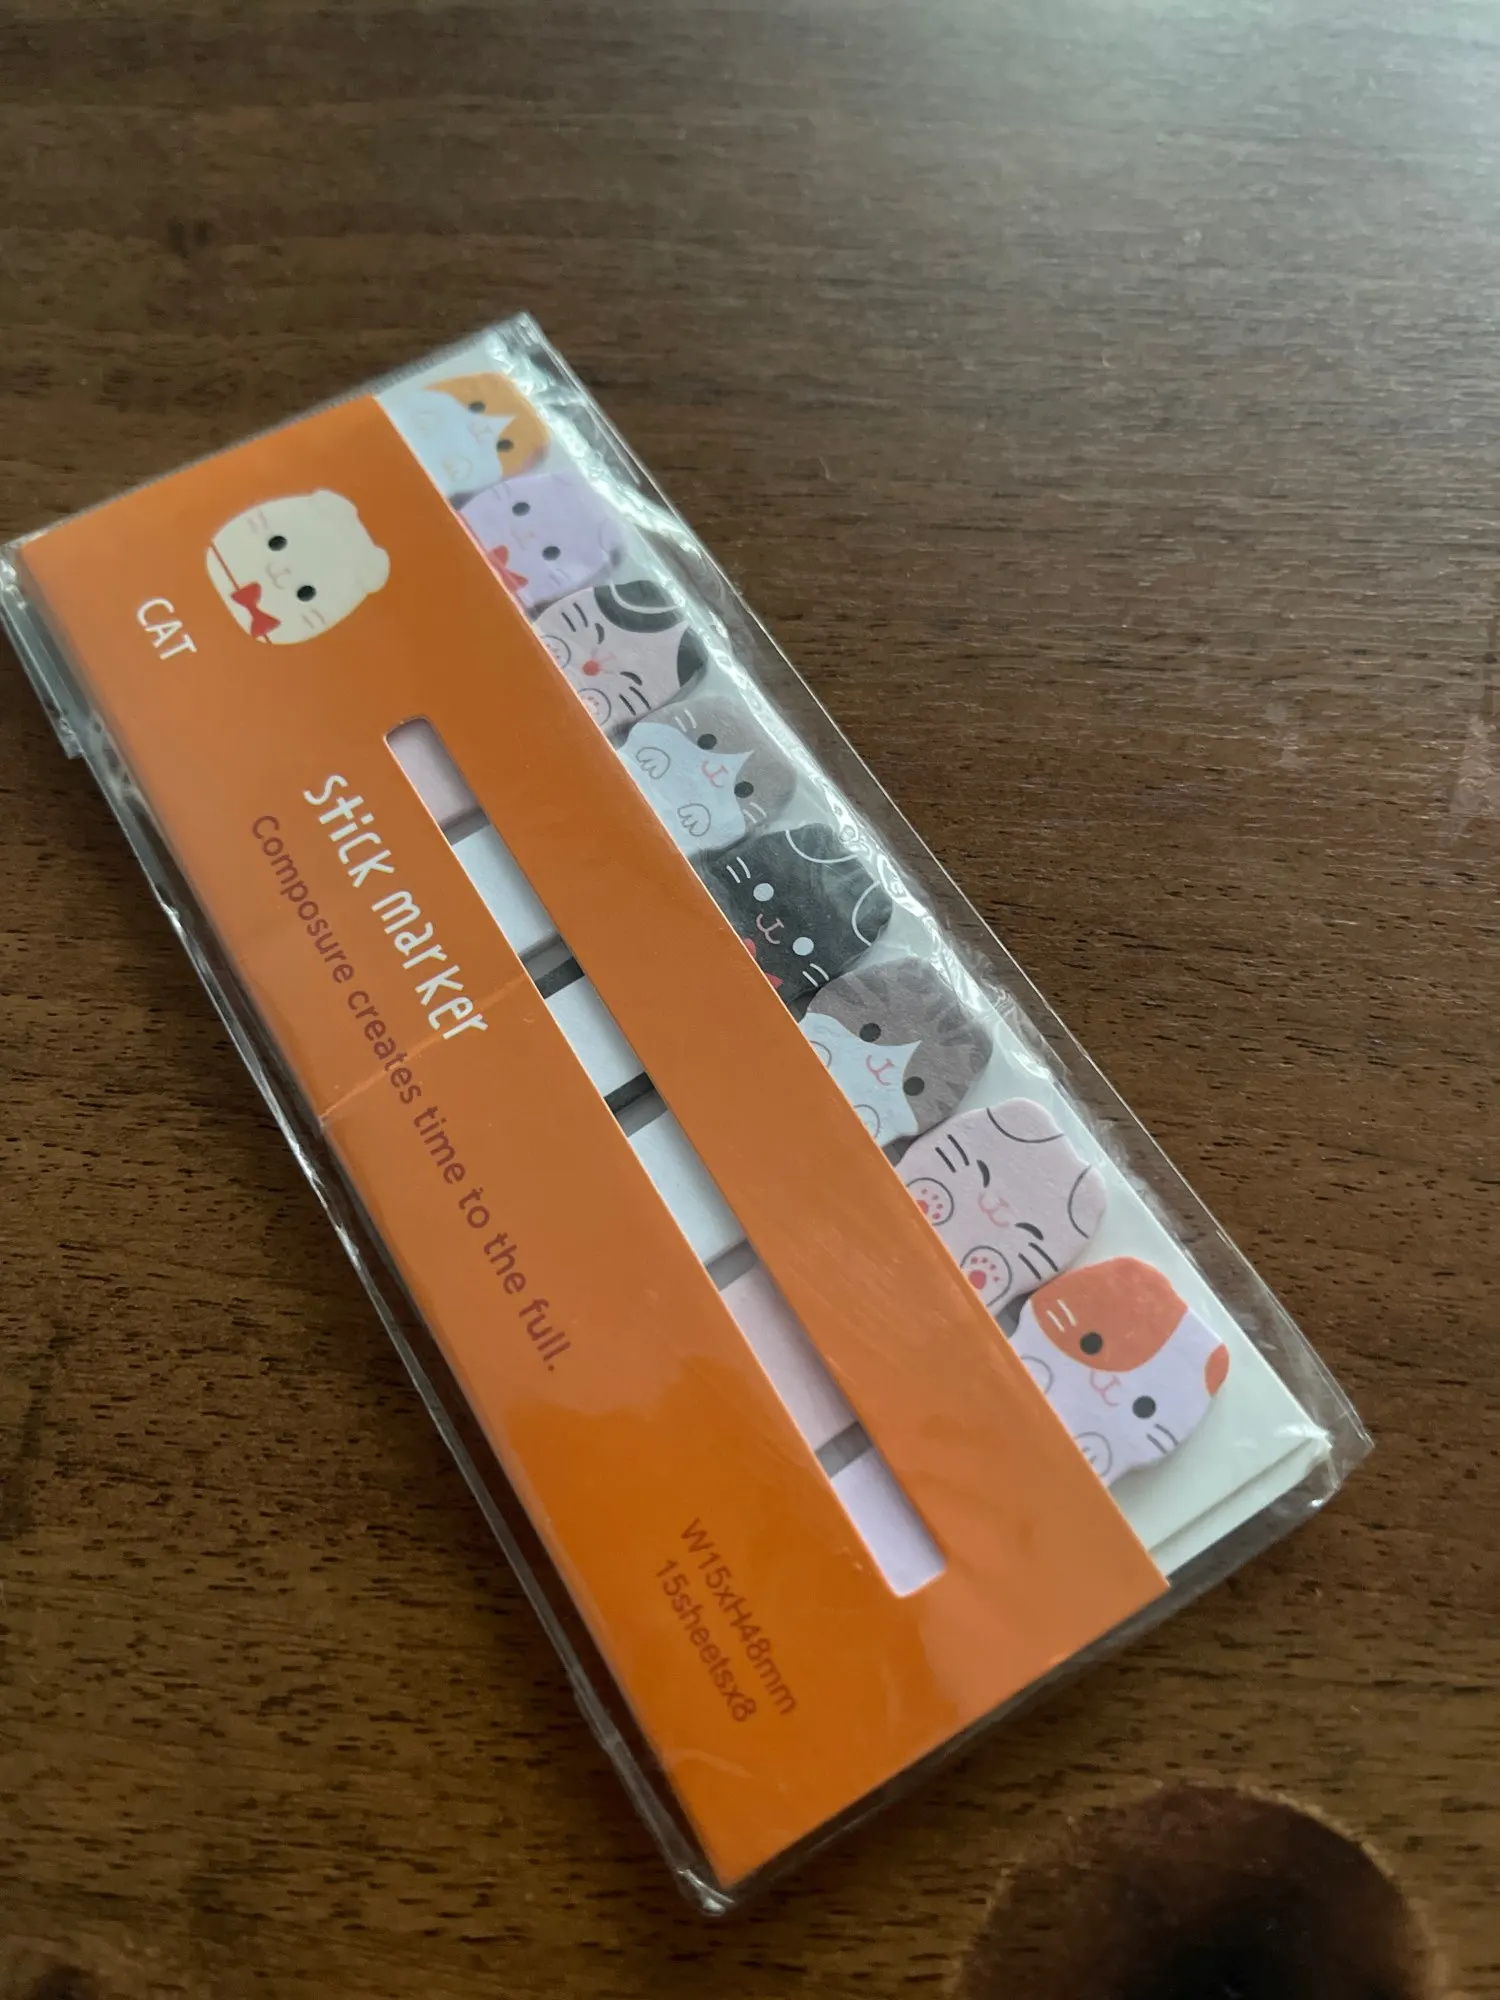 CAT
Stick marker
Composure creates time to the full.
W15xH48mm
15sheetsx8